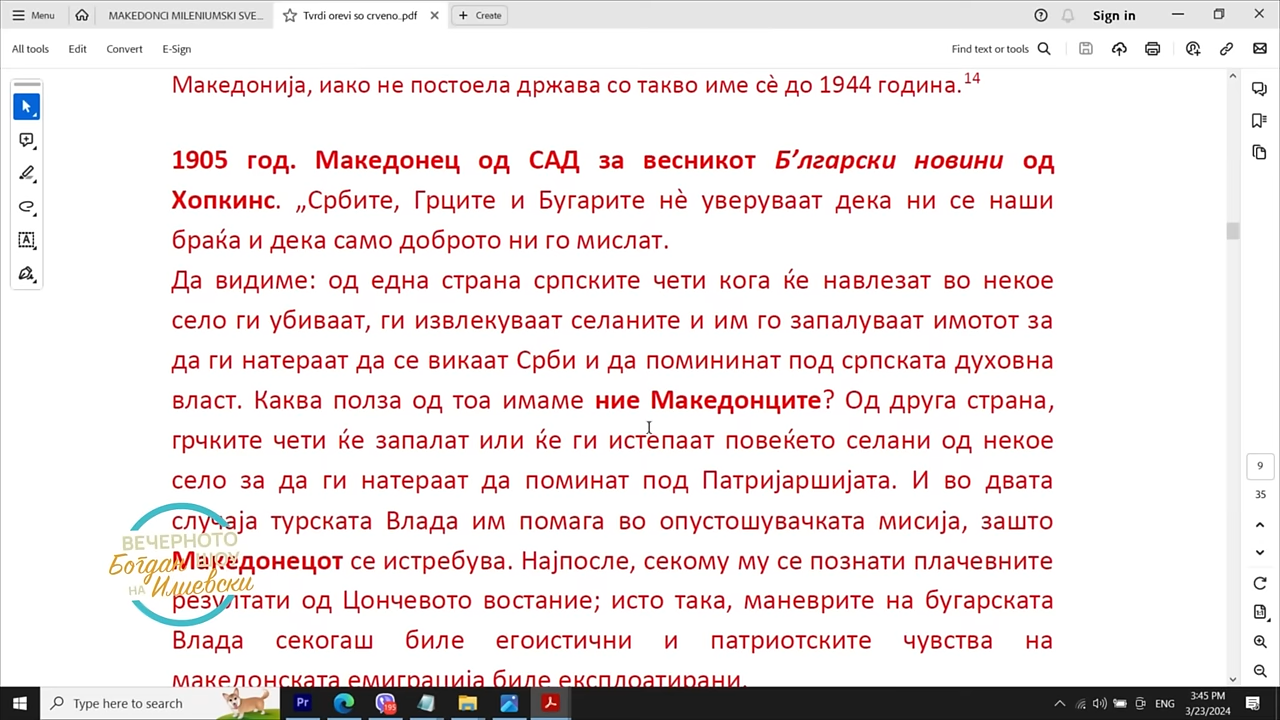 Menu
MAKEDONCI MILENIUMSKI SVE...
Tvrdi orevi so crveno..pdf
Create
Sign in
All tools
Edit
Convert
E-Sign
Find text or tools
Македонија, иако не постоела држава со такво име сè до 1944 година.14
1905 год. Македонец од САД за весникот Б’лгарски новини од
Хопкинс. „Србите, Грците и Бугарите нè уверуваат дека ни се наши
браќа и дека само доброто ни го мислат.
Да видиме: од една страна српските чети кога ќе навлезат во некое
село ги убиваат, ги извлекуваат селаните и им го запалуваат имотот за
да ги натераат да се викаат Срби и да помининат под српската духовна
власт. Каква полза од тоа имаме ние Македонците? Од друга страна,
грчките чети ќе запалат или ќе ги истепаат повеќето селани од некое
село за да ги натераат да поминат под Патријаршијата. И во двата
случаја турската Влада им помага во опустошувачката мисија, зашто
Македонецот се истребува. Најпосле, секому му се познати плачевните
резултати од Цончевото востание; исто така, маневрите на бугарската
Влада секогаш биле егоистични и патриотските чувства на
македонската емиграција биле експлоатирани.
ВЕЧЕРНОТО
ШОУ
НА
Богдан
Илиевски
9
35
Type here to search
195
ENG
3:45 PM
3/23/2024